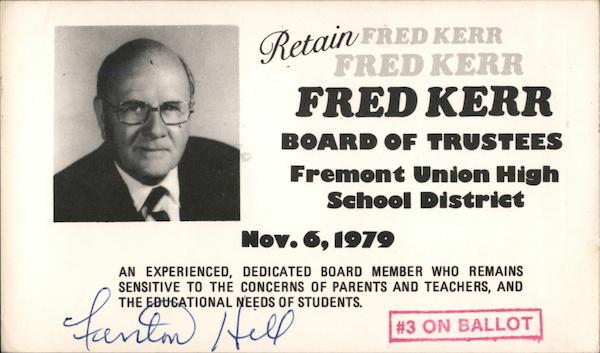 Retain FRED KERR
FRED KERR
FRED KERR
BOARD OF TRUSTEES
Fremont Union High
School District
Nov. 6, 1979
AN EXPERIENCED, DEDICATED BOARD MEMBER WHO REMAINS
SENSITIVE TO THE CONCERNS OF PARENTS AND TEACHERS, AND
THE EDUCATIONAL NEEDS OF STUDENTS.
Hill
#3 ON BALLOT